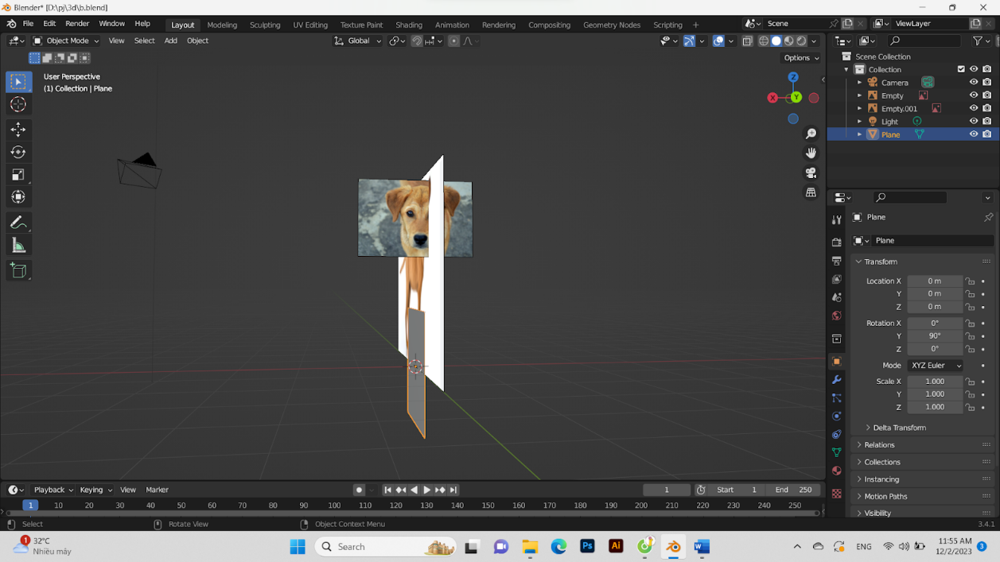 Blender* [D:\pj\3d\b.blend]
File Edit Render Window Help Layout Modeling Sculpting UV Editing Texture Paint Shading Animation Rendering Compositing Geometry Nodes Scripting + Scene ViewLayer
Object Mode View Select Add Object Global
Options
User Perspective
(1) Collection | Plane
Z
X
Y
Scene Collection
Collection
Camera
Empty
Empty.001
Light
Plane
Plane
Plane
Transform
Location X 0 m
Y 0 m
Z 0 m
Rotation X 0°
Y 90°
Z 0°
Mode XYZ Euler
Scale X 1.000
Y 1.000
Z 1.000
Delta Transform
Relations
Collections
Instancing
Motion Paths
Visibility
Playback Keying View Marker 1 Start 1 End 250
1 10 20 30 40 50 60 70 80 90 100 110 120 130 140 150 160 170 180 190 200 210 220 230 240 250
Select Rotate View Object Context Menu 3.4.1
1
32°C
Nhiều mây
Search
Ps
Ai
W
ENG
11:55 AM
12/2/2023
3